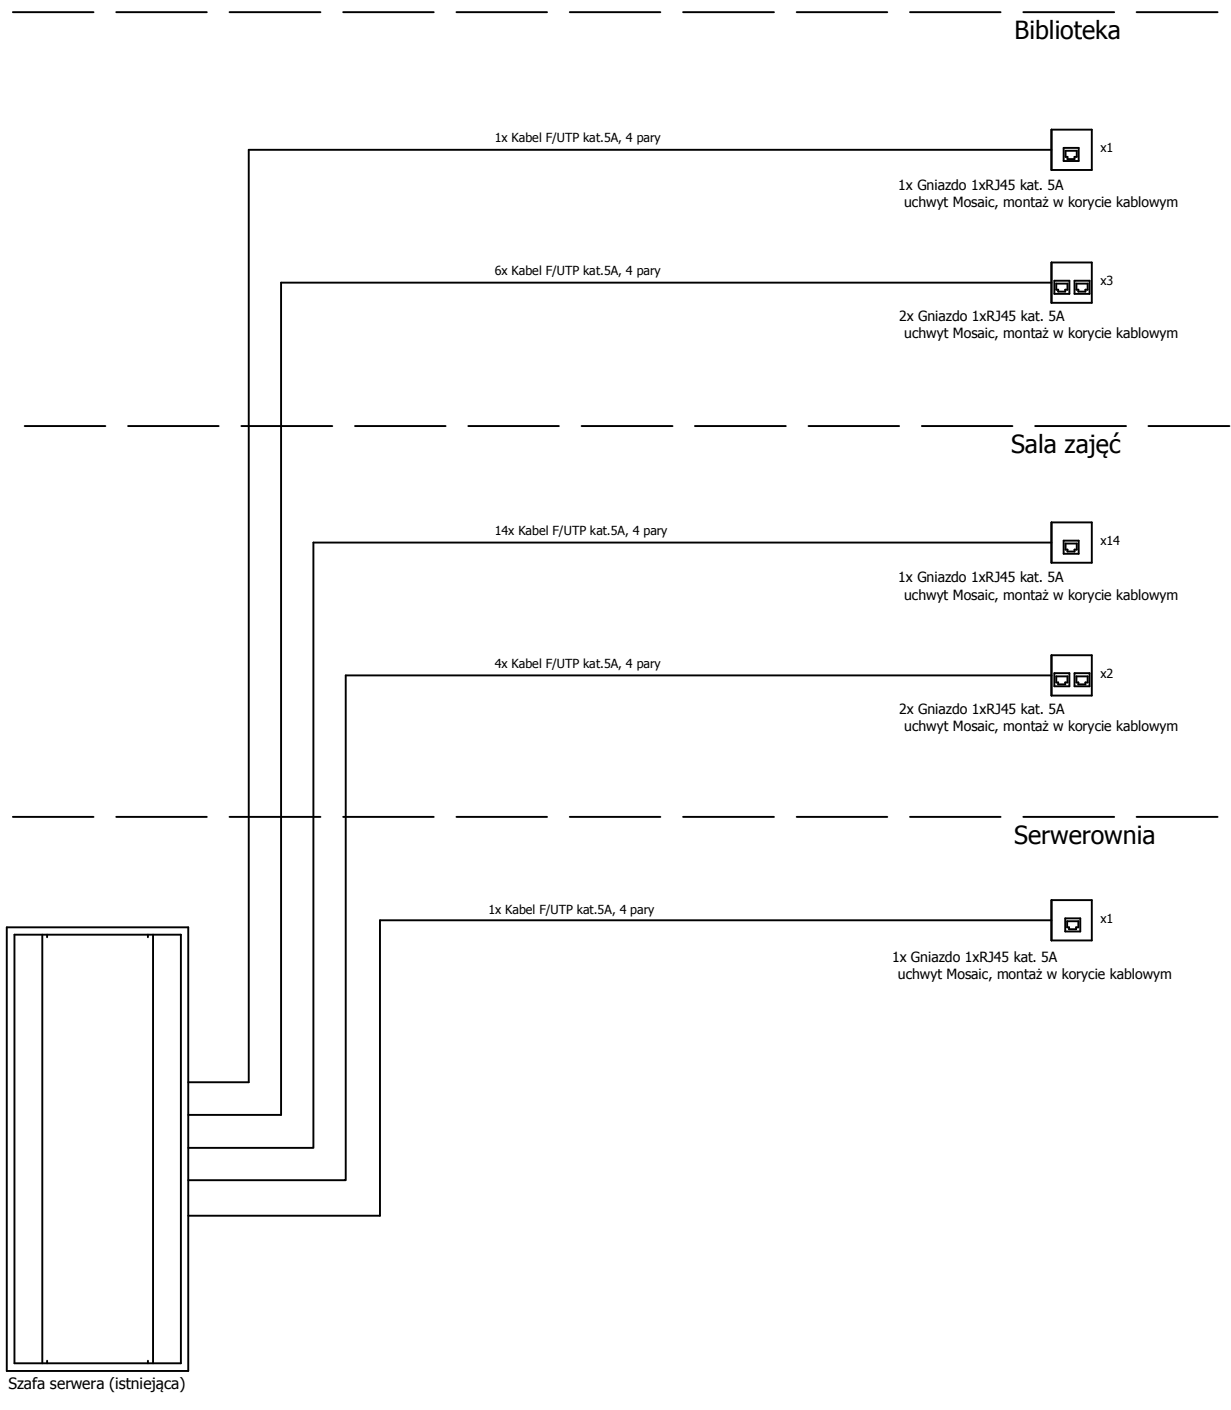 Biblioteka
1x Kabel F/UTP kat.5A, 4 pary
x1
1x Gniazdo 1xRJ45 kat. 5A
uchwyt Mosaic, montaż w korycie kablowym
6x Kabel F/UTP kat.5A, 4 pary
x3
2x Gniazdo 1xRJ45 kat. 5A
uchwyt Mosaic, montaż w korycie kablowym
Sala zajęć
14x Kabel F/UTP kat.5A, 4 pary
x14
1x Gniazdo 1xRJ45 kat. 5A
uchwyt Mosaic, montaż w korycie kablowym
4x Kabel F/UTP kat.5A, 4 pary
x2
2x Gniazdo 1xRJ45 kat. 5A
uchwyt Mosaic, montaż w korycie kablowym
Serwerownia
1x Kabel F/UTP kat.5A, 4 pary
x1
1x Gniazdo 1xRJ45 kat. 5A
uchwyt Mosaic, montaż w korycie kablowym
Szafa serwera (istniejąca)